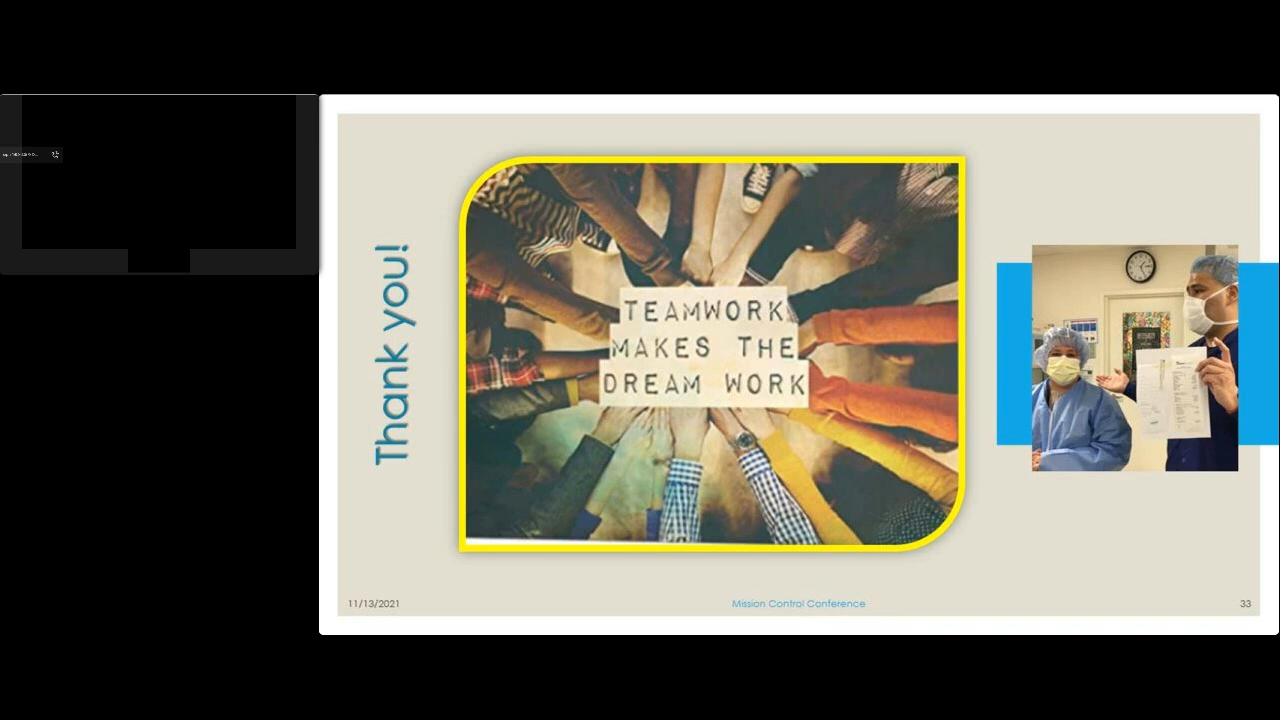 Thank you!
TEAMWORK
MAKES THE
DREAM WORK
11/13/2021
Mission Control Conference
33